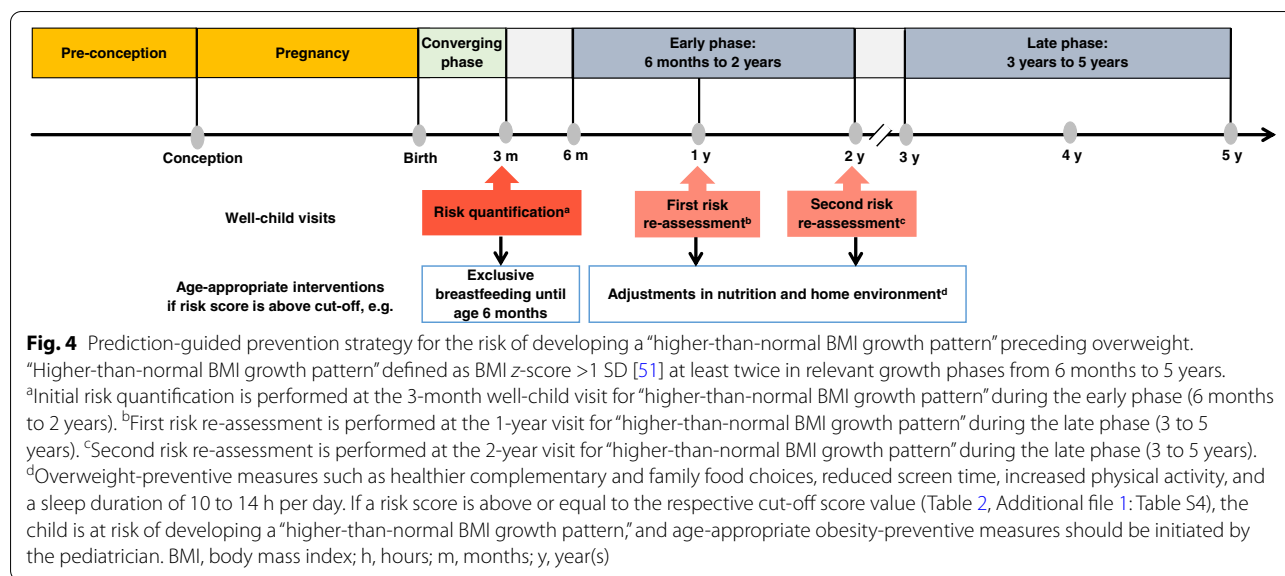 Pre-conception
Pregnancy
Converging
phase
Early phase:
6 months to 2 years
Late phase:
3 years to 5 years
Conception
Birth
3 m
6 m
1 y
2 y
3 y
4 y
5 y
Well-child visits
Risk quantificationᵃ
First risk
re-assessmentᵇ
Second risk
re-assessmentᶜ
Age-appropriate interventions
if risk score is above cut-off, e.g.
Exclusive
breastfeeding until
age 6 months
Adjustments in nutrition and home environmentᵈ
Fig. 4 Prediction-guided prevention strategy for the risk of developing a “higher-than-normal BMI growth pattern” preceding overweight.
“Higher-than-normal BMI growth pattern” defined as BMI z-score >1 SD [51] at least twice in relevant growth phases from 6 months to 5 years.
ᵃInitial risk quantification is performed at the 3-month well-child visit for “higher-than-normal BMI growth pattern” during the early phase (6 months
to 2 years). ᵇFirst risk re-assessment is performed at the 1-year visit for “higher-than-normal BMI growth pattern” during the late phase (3 to 5
years). ᶜSecond risk re-assessment is performed at the 2-year visit for “higher-than-normal BMI growth pattern” during the late phase (3 to 5 years).
ᵈOverweight-preventive measures such as healthier complementary and family food choices, reduced screen time, increased physical activity, and
a sleep duration of 10 to 14 h per day. If a risk score is above or equal to the respective cut-off score value (Table 2, Additional file 1: Table S4), the
child is at risk of developing a “higher-than-normal BMI growth pattern,” and age-appropriate obesity-preventive measures should be initiated by
the pediatrician. BMI, body mass index; h, hours; m, months; y, year(s)